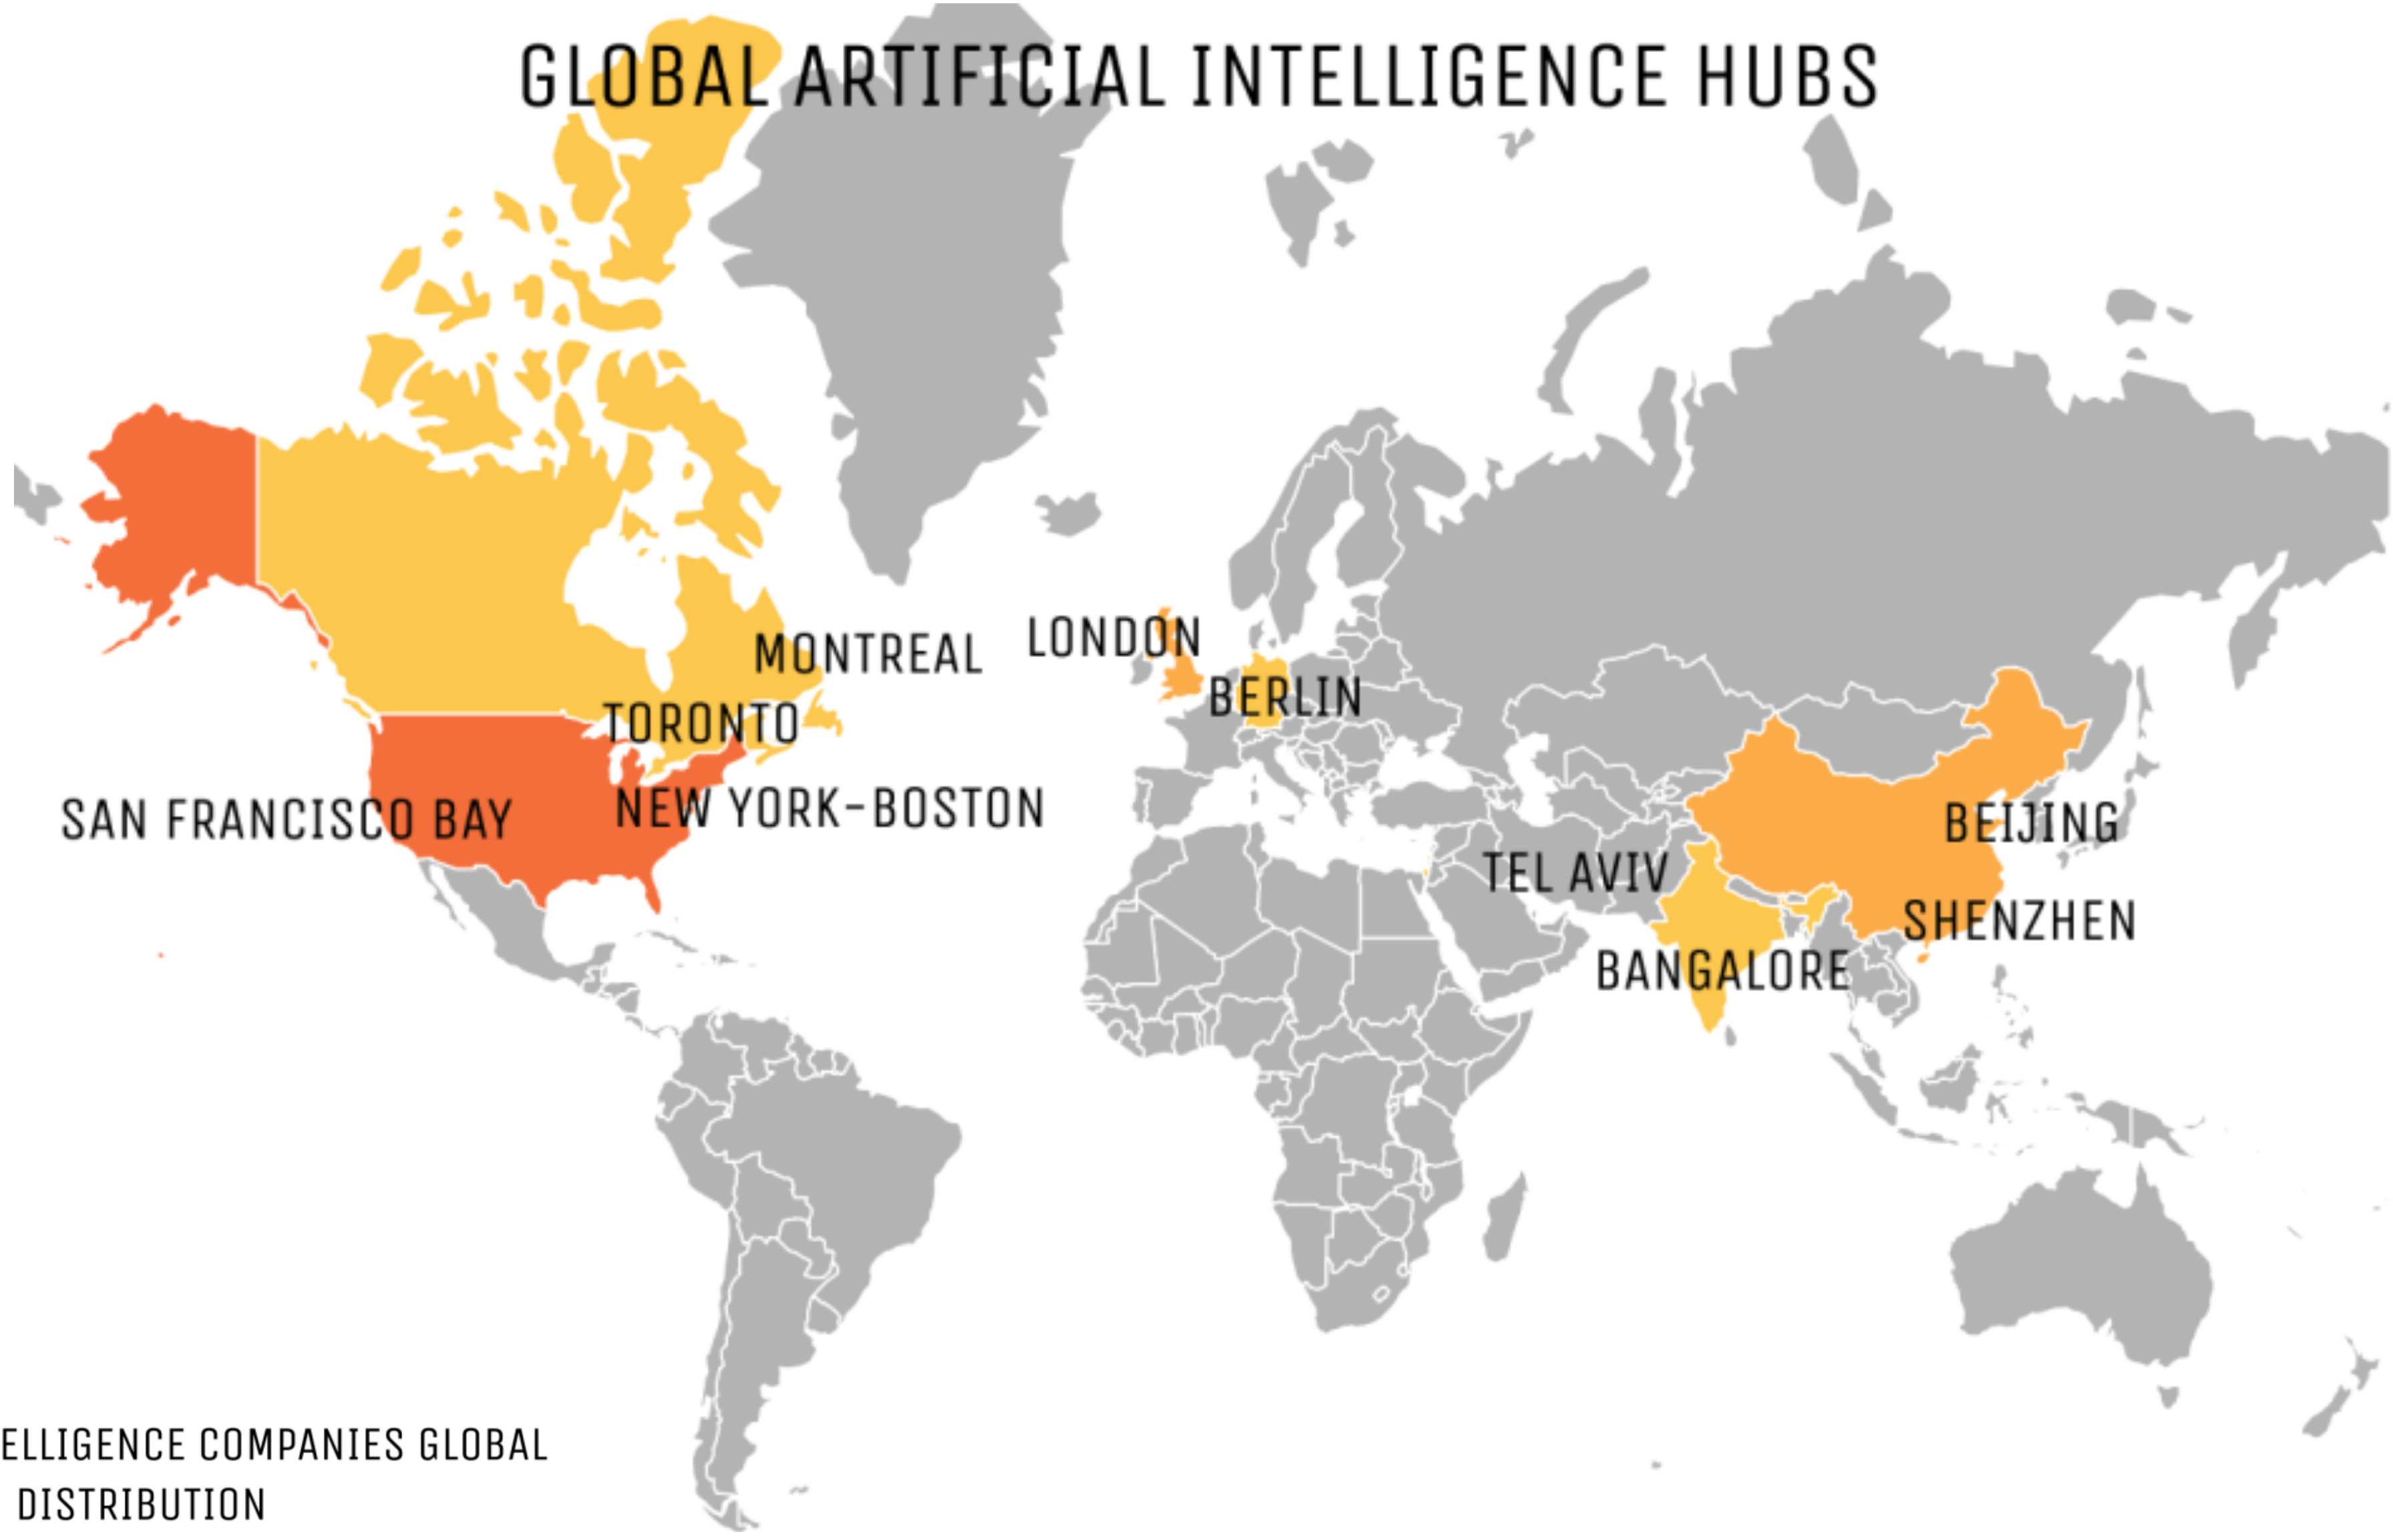 GLOBAL ARTIFICIAL INTELLIGENCE HUBS
LONDON
MONTREAL
BERLIN
TORONTO
NEW YORK-BOSTON
SAN FRANCISCO BAY
BEIJING
TEL AVIV
SHENZHEN
BANGALORE
ELLIGENCE COMPANIES GLOBAL
DISTRIBUTION